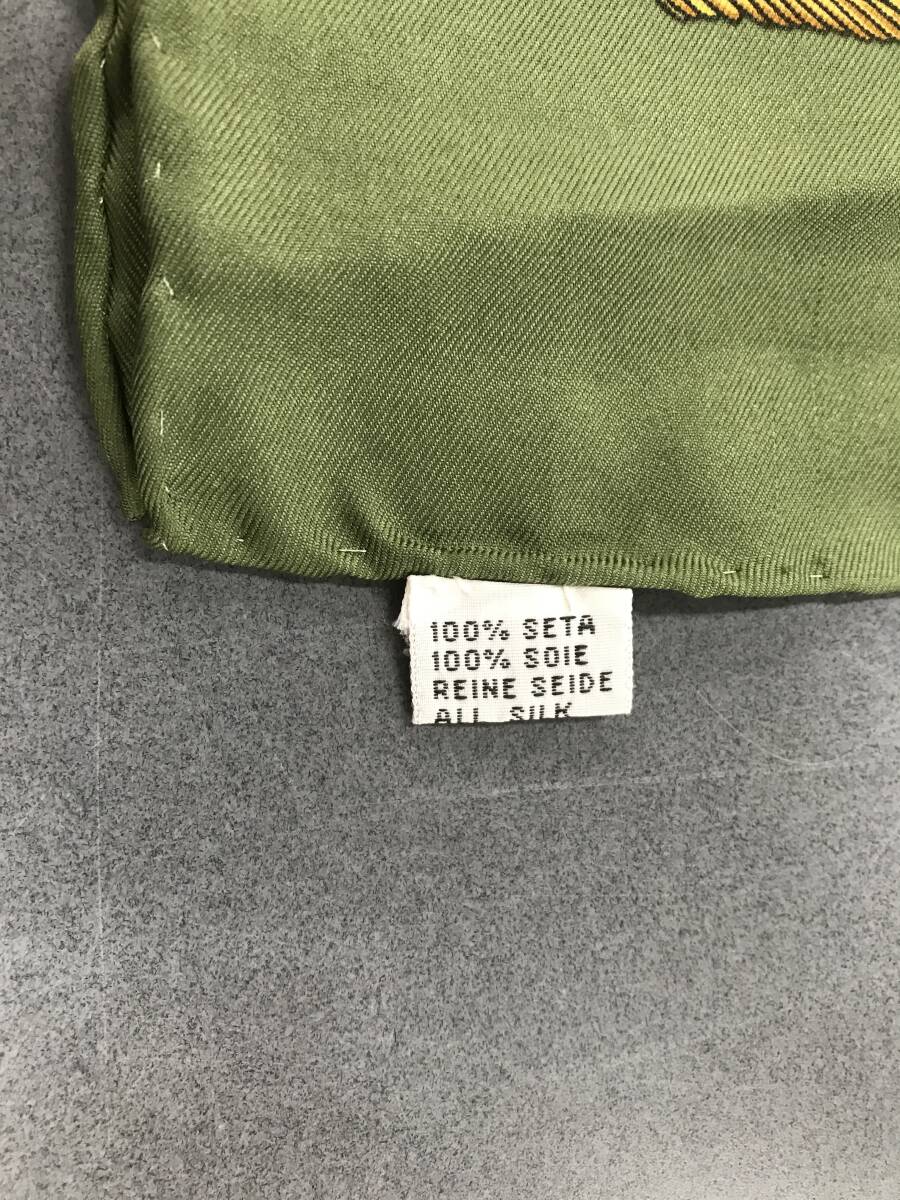 100% SETA
100% SOIE
REINE SEIDE
ALL SILK